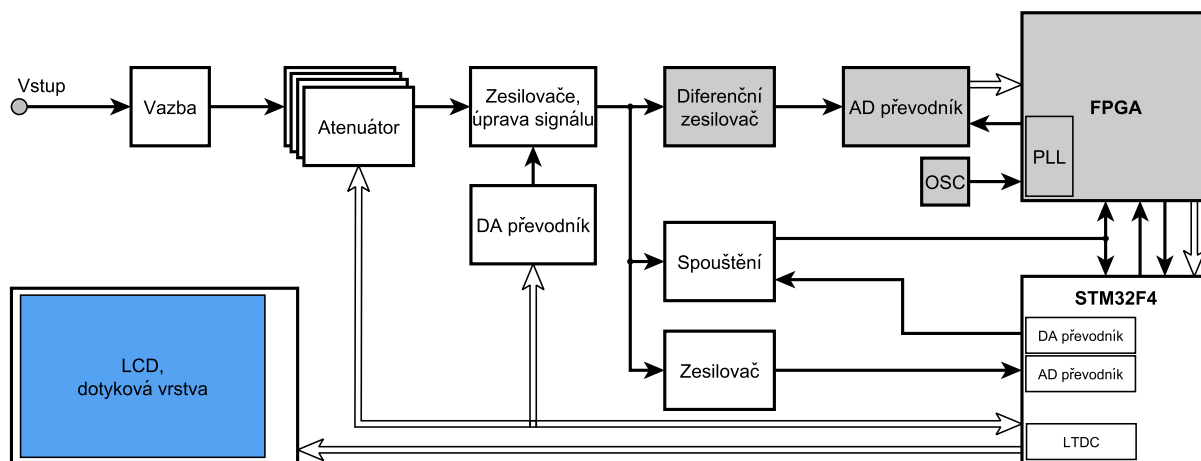 Vstup
Vazba
Atenuátor
Zesilovače,
úprava signálu
Diferenční
zesilovač
AD převodník
FPGA
PLL
OSC
DA převodník
Spouštění
STM32F4
DA převodník
AD převodník
Zesilovač
LCD,
dotyková vrstva
LTDC